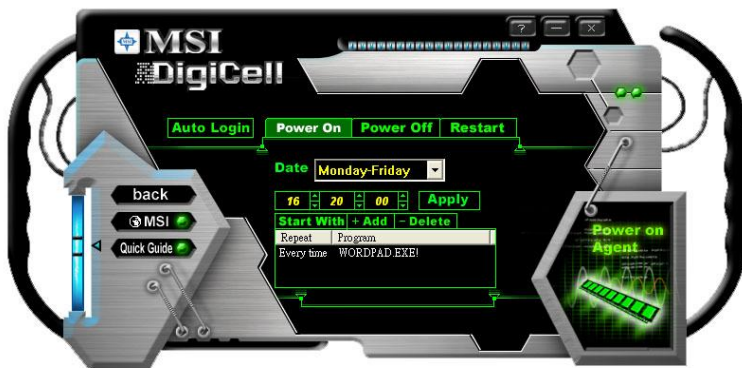 ? — X
MSI
DigiCell
Auto Login Power On Power Off Restart
Date Monday-Friday
16 20 00 Apply
Start With + Add - Delete
Repeat Program
Every time WORDPAD.EXE!
back
MSI
Quick Guide
Power on
Agent